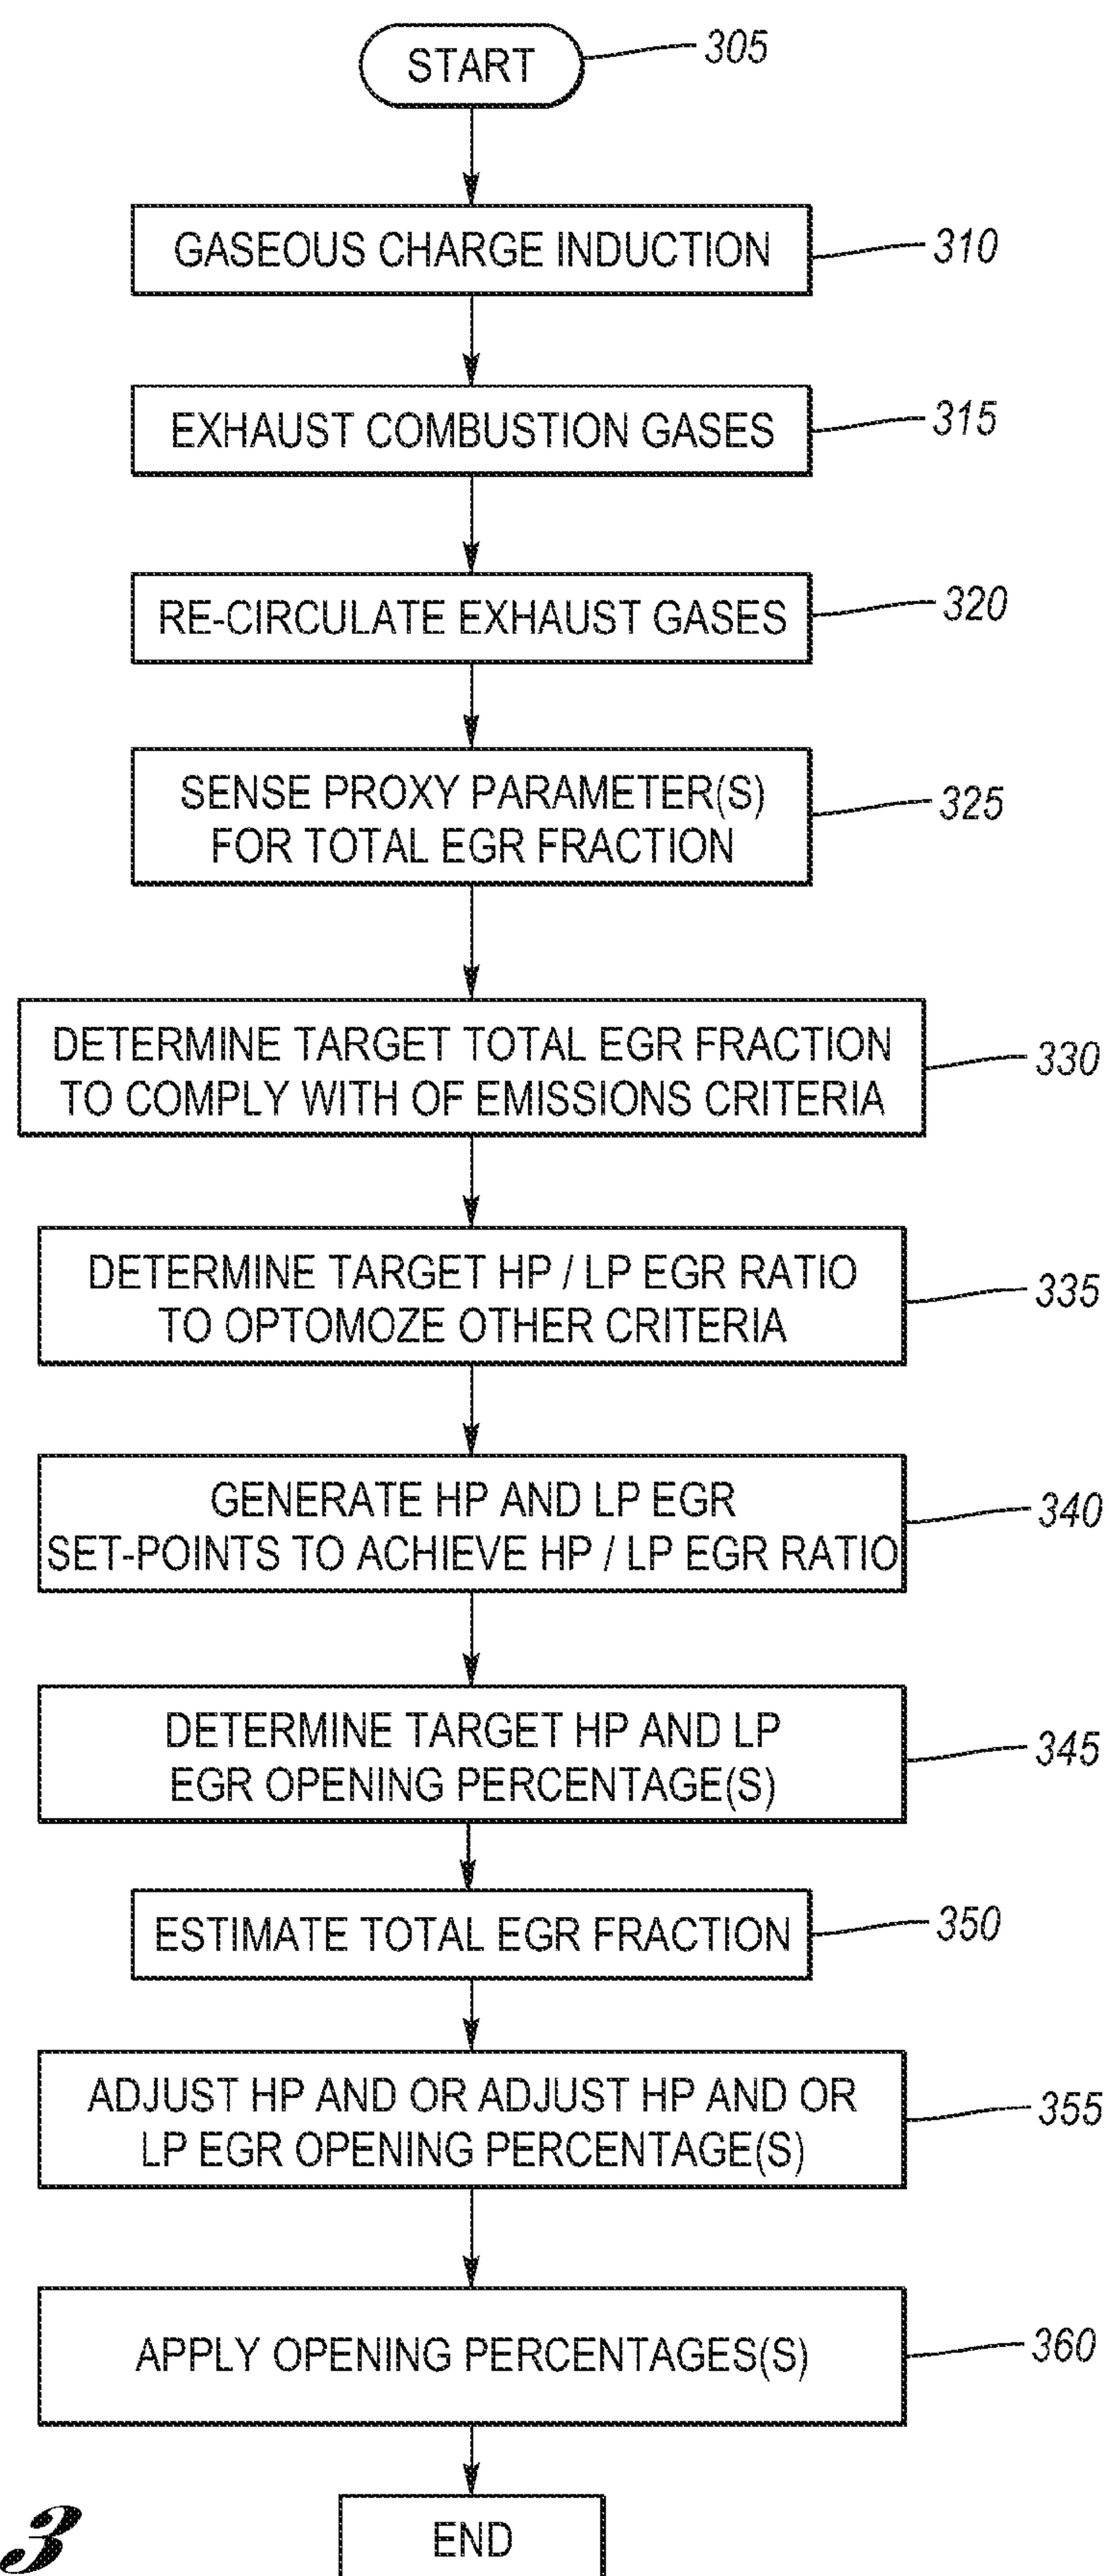 START
305
GASEOUS CHARGE INDUCTION
310
EXHAUST COMBUSTION GASES
315
RE-CIRCULATE EXHAUST GASES
320
SENSE PROXY PARAMETER(S)
FOR TOTAL EGR FRACTION
325
DETERMINE TARGET TOTAL EGR FRACTION
TO COMPLY WITH OF EMISSIONS CRITERIA
330
DETERMINE TARGET HP / LP EGR RATIO
TO OPTOMOZE OTHER CRITERIA
335
GENERATE HP AND LP EGR
SET-POINTS TO ACHIEVE HP / LP EGR RATIO
340
DETERMINE TARGET HP AND LP
EGR OPENING PERCENTAGE(S)
345
ESTIMATE TOTAL EGR FRACTION
350
ADJUST HP AND OR ADJUST HP AND OR
LP EGR OPENING PERCENTAGE(S)
355
APPLY OPENING PERCENTAGES(S)
360
END
3